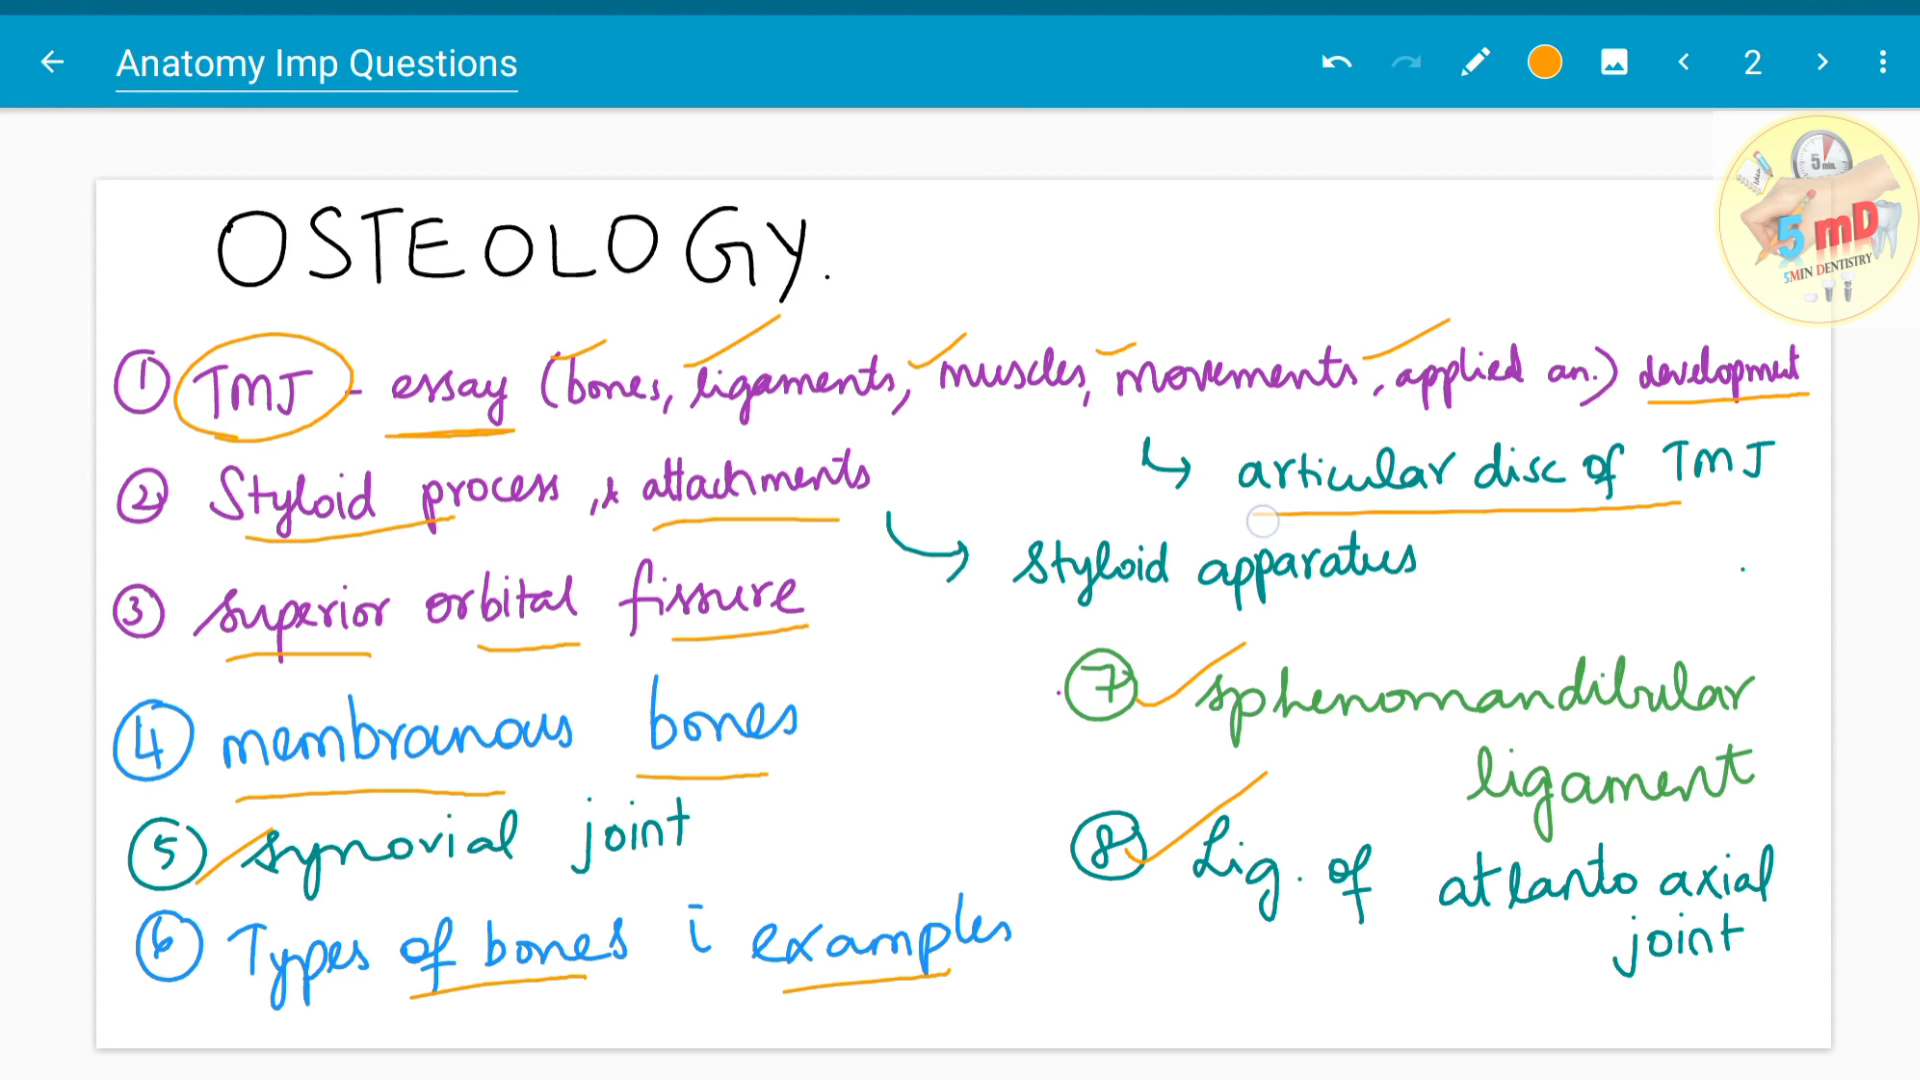 Anatomy Imp Questions
2
5 min.
5 mD
5MIN DENTISTRY
OSTEOLOGY.
① TMJ - essay (bones, ligaments, muscles, movements, applied an.) development
↳ articular disc of TMJ
② Styloid process, & attachments
↳ Styloid apparatus
③ superior orbital fissure
④ membranous bones
⑤ synovial joint
⑥ Types of bones i examples
⑦ sphenomandibular
ligament
⑧ Lig. of atlanto axial
joint